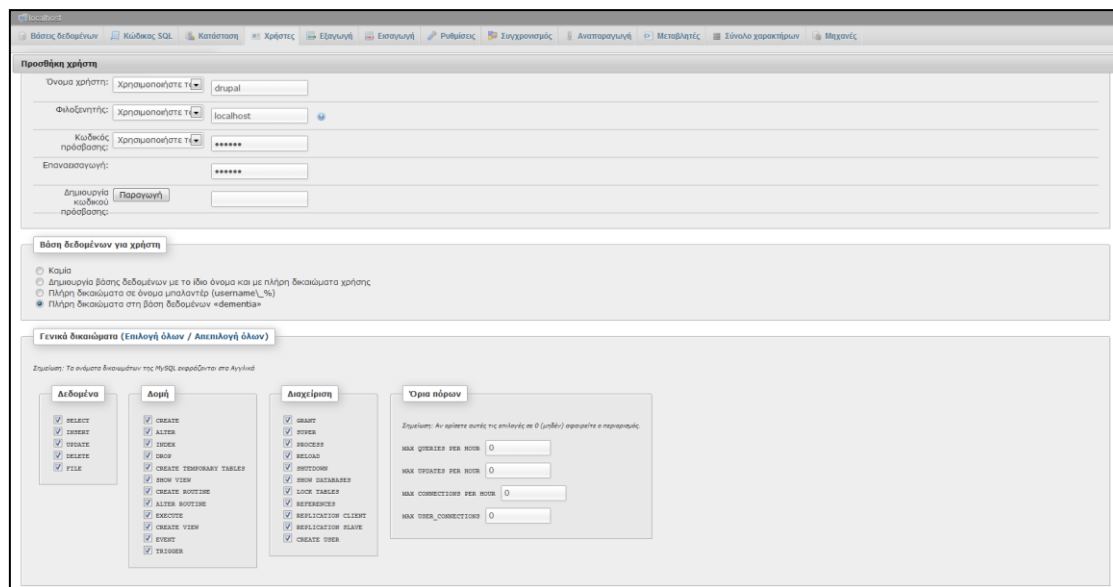 localhost
Βάσεις δεδομένων Κώδικας SQL Κατάσταση Χρήστες Εξαγωγή Εισαγωγή Ρυθμίσεις Συγχρονισμός Αναπαραγωγή Μεταβλητές Σύνολο χαρακτήρων Μηχανές
Προσθήκη χρήστη
Όνομα χρήστη: Χρησιμοποιήστε το drupal
Φιλοξενητής: Χρησιμοποιήστε το localhost
Κωδικός Χρησιμοποιήστε το ••••••
πρόσβασης:
Επαναεισαγωγή: ••••••
Δημιουργία Παραγωγή
κωδικού
πρόσβασης:
Βάση δεδομένων για χρήστη
Καμία
Δημιουργία βάσης δεδομένων με το ίδιο όνομα και με πλήρη δικαιώματα χρήσης
Πλήρη δικαιώματα σε όνομα μπαλαντέρ (username\_%)
Πλήρη δικαιώματα στη βάση δεδομένων «dementia»
Γενικά δικαιώματα (Επιλογή όλων / Απεπιλογή όλων)
Σημείωση: Τα ονόματα δικαιωμάτων της MySQL εκφράζονται στα Αγγλικά
Δεδομένα
SELECT
INSERT
UPDATE
DELETE
FILE
Δομή
CREATE
ALTER
INDEX
DROP
CREATE TEMPORARY TABLES
SHOW VIEW
CREATE ROUTINE
ALTER ROUTINE
EXECUTE
CREATE VIEW
EVENT
TRIGGER
Διαχείριση
GRANT
SUPER
PROCESS
RELOAD
SHUTDOWN
SHOW DATABASES
LOCK TABLES
REFERENCES
REPLICATION CLIENT
REPLICATION SLAVE
CREATE USER
Όρια πόρων
Σημείωση: Αν ορίσετε αυτές τις επιλογές σε 0 (μηδέν) αφαιρείτε ο περιορισμός.
MAX QUERIES PER HOUR 0
MAX UPDATES PER HOUR 0
MAX CONNECTIONS PER HOUR 0
MAX USER_CONNECTIONS 0